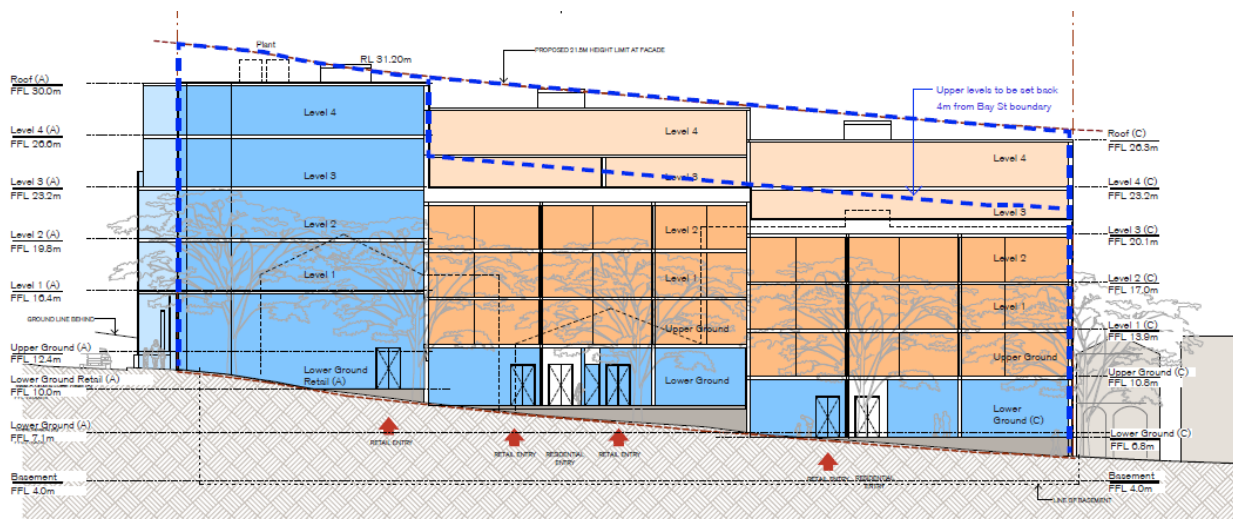 Plant
RL 31.20m
PROPOSED 21.5M HEIGHT LIMIT AT FACADE
Upper levels to be set back
4m from Bay St boundary
Roof (A)
FFL 30.0m
Level 4 (A)
FFL 26.6m
Level 3 (A)
FFL 23.2m
Level 2 (A)
FFL 19.8m
Level 1 (A)
FFL 16.4m
GROUND LINE BEHIND
Upper Ground (A)
FFL 12.4m
Lower Ground Retail (A)
FFL 10.0m
Lower Ground (A)
FFL 7.1m
Basement
FFL 4.0m
Level 4
Level 3
Level 2
Level 1
Lower Ground
Retail (A)
Level 4
Level 3
Level 2
Level 1
Upper Ground
Lower Ground
Level 4
Level 3
Level 2
Level 1
Upper Ground
Lower
Ground (C)
RETAIL ENTRY
RETAIL ENTRY
RESIDENTIAL
ENTRY
RETAIL ENTRY
RETAIL ENTRY
RESIDENTIAL
ENTRY
LINE OF BASEMENT
Roof (C)
FFL 26.3m
Level 4 (C)
FFL 23.2m
Level 3 (C)
FFL 20.1m
Level 2 (C)
FFL 17.0m
Level 1 (C)
FFL 13.9m
Upper Ground (C)
FFL 10.8m
Lower Ground (C)
FFL 6.8m
Basement
FFL 4.0m